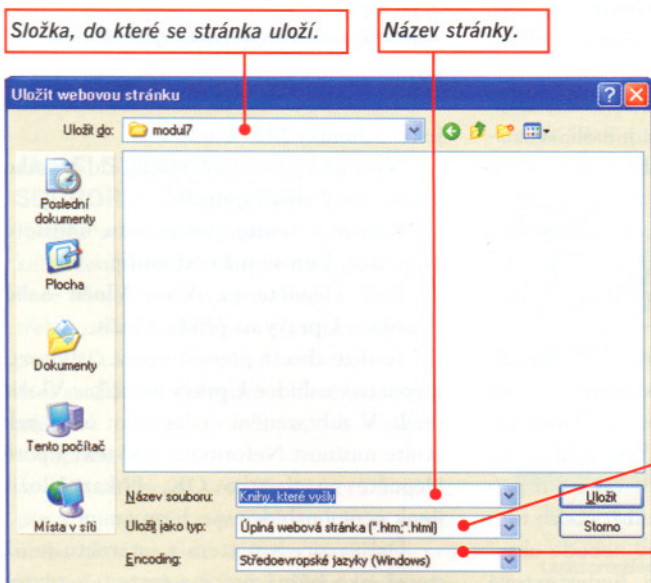 Složka, do které se stránka uloží.
Název stránky.
Uložit webovou stránku
Uložit do:
modul7
Poslední
dokumenty
Plocha
Dokumenty
Tento počítač
Místa v síti
Název souboru:
Knihy, které vyšly
Uložit
Uložit jako typ:
Úplná webová stránka (*.htm;*.html)
Storno
Encoding:
Středoevropské jazyky (Windows)